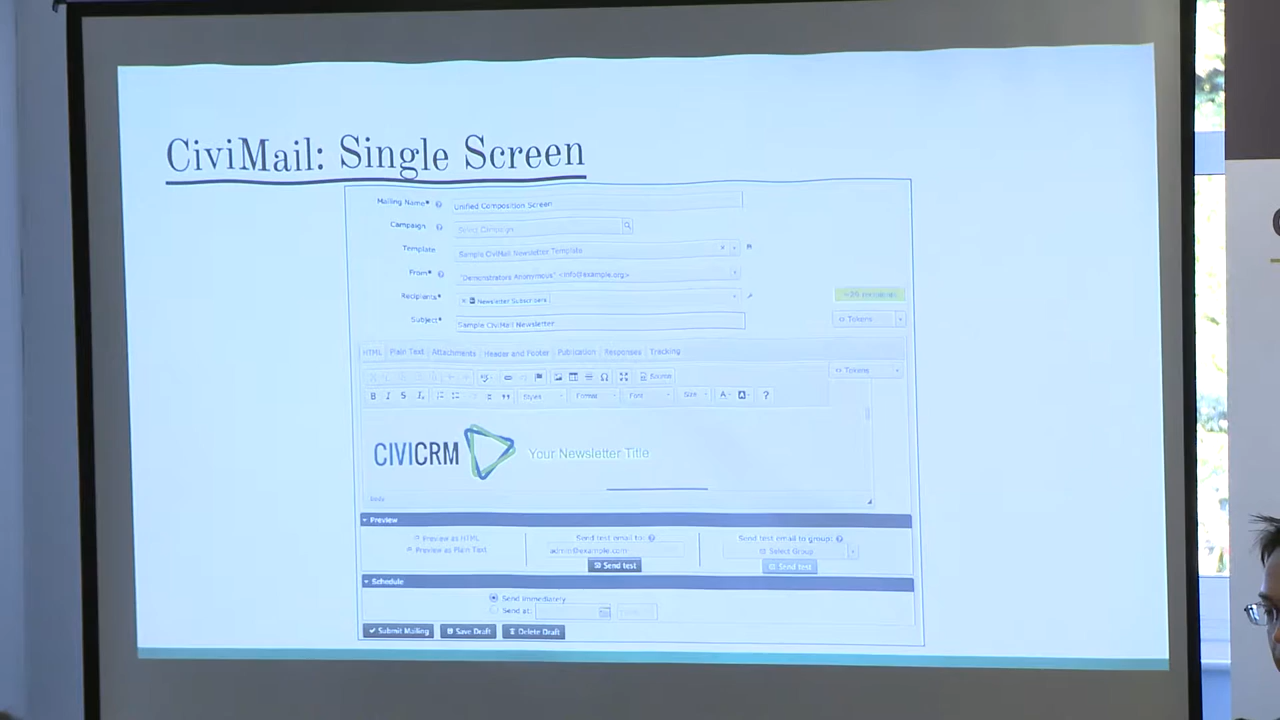 CiviMail: Single Screen
Mailing Name* Unified Composition Screen
Campaign Select Campaign
Template Sample CiviMail Newsletter Template
From* "Demonstrators Anonymous" <info@example.org>
Recipients* Newsletter Subscribers
Subject* Sample CiviMail Newsletter
Tokens
HTML Plain Text Attachments Header and Footer Publication Responses Tracking
Tokens
Source
B I S Ix Styles Format Font Size A A ?
CIVICRM Your Newsletter Title
body
Preview
Preview as HTML
Preview as Plain Text
Send test email to:
admin@example.com
Send test
Send test email to group:
Select Group
Send test
Schedule
Send immediately
Send at:
Submit Mailing Save Draft Delete Draft